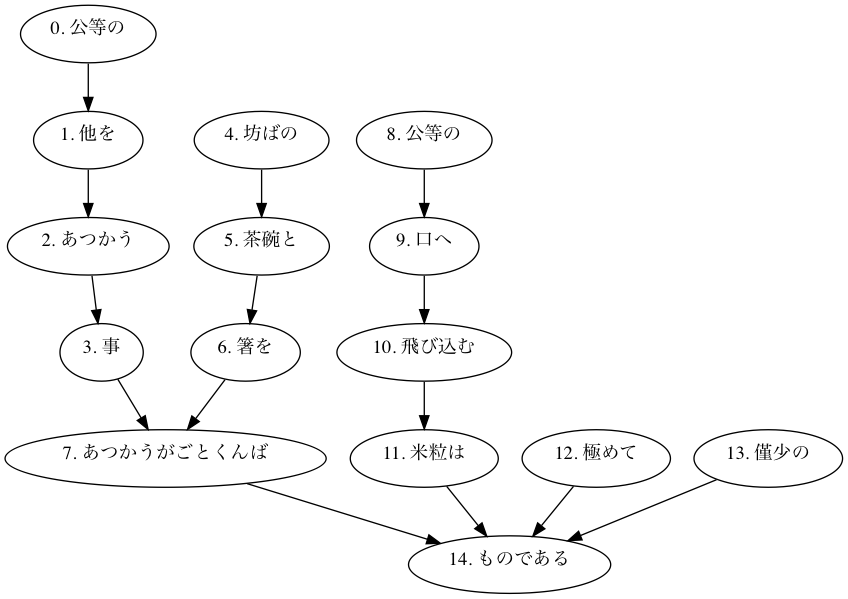 0. 公等の
1. 他を
4. 坊ばの
8. 公等の
2. あつかう
5. 茶碗と
9. 口へ
3. 事
6. 箸を
10. 飛び込む
7. あつかうがごとくんば
11. 米粒は
12. 極めて
13. 僅少の
14. ものである